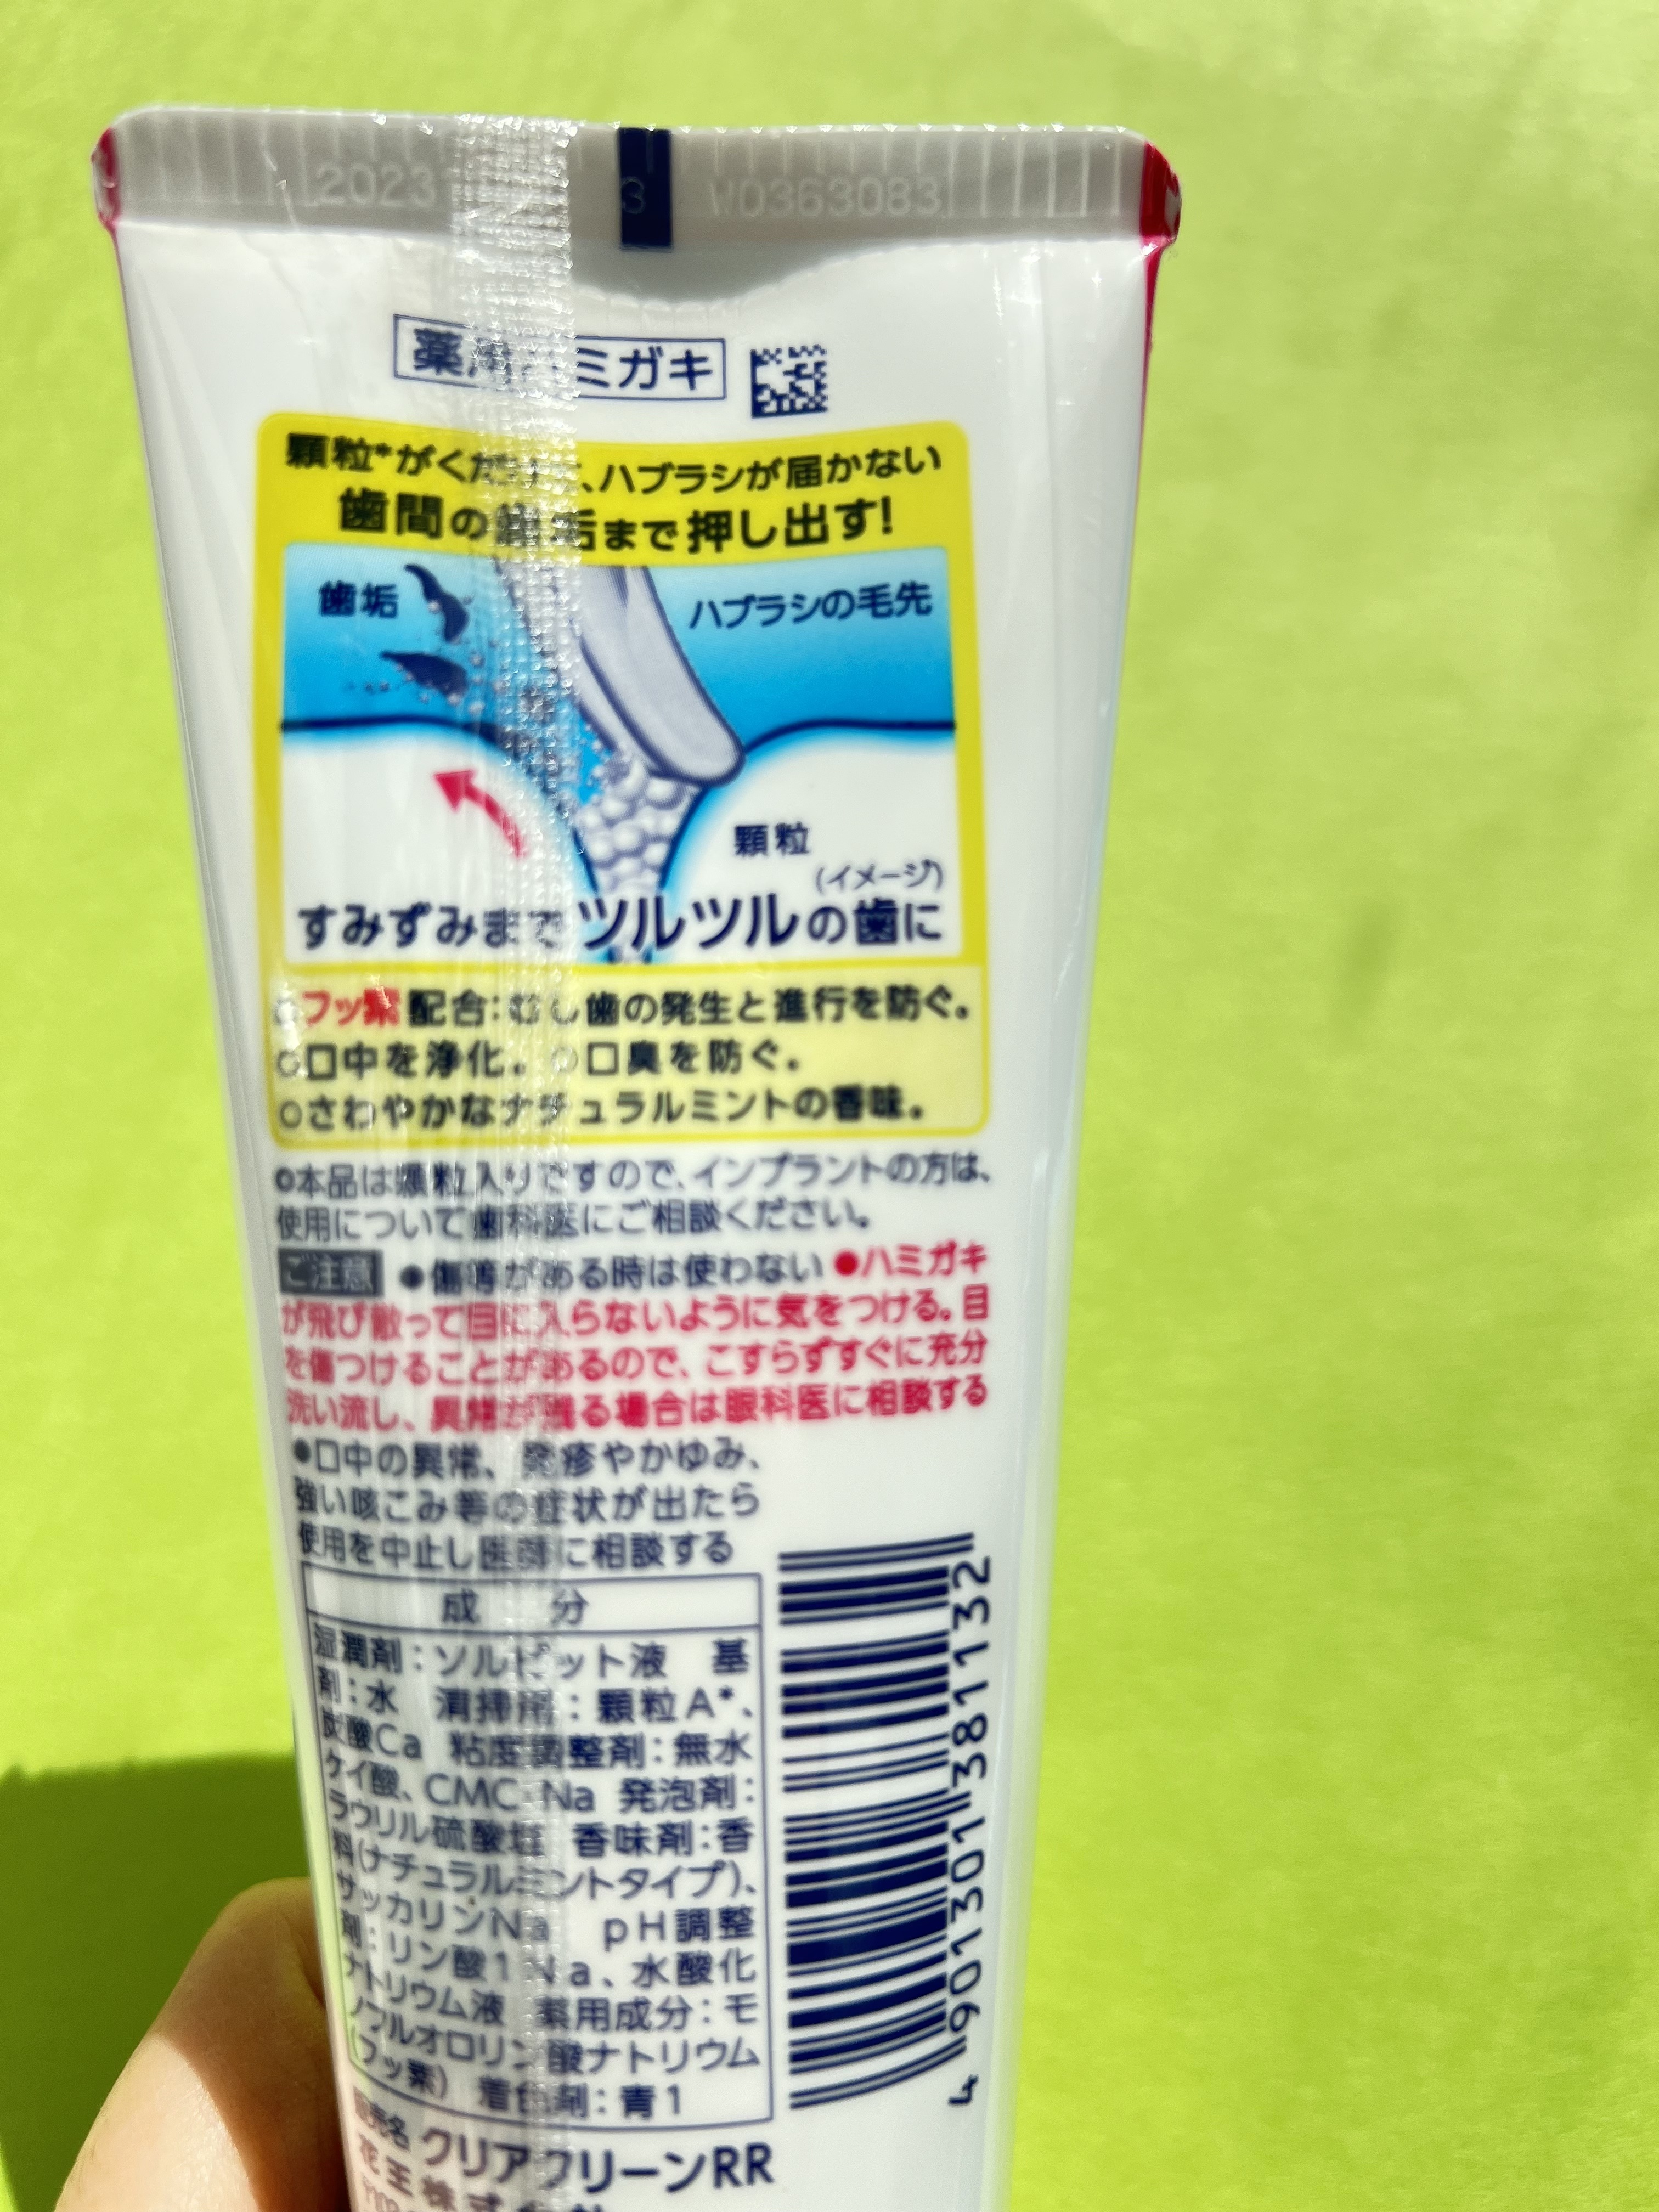 2023 3 WD363083
薬用ハミガキ
顆粒*がくだけて、ハブラシが届かない
歯間の歯垢まで押し出す!
歯垢
ハブラシの毛先
顆粒
(イメージ)
すみずみまでツルツルの歯に
○フッ素配合:むし歯の発生と進行を防ぐ。
○口中を浄化。○口臭を防ぐ。
○さわやかなナチュラルミントの香味。
○本品は顆粒入りですので、インプラントの方は、
使用について歯科医にご相談ください。
ご注意 ●傷等がある時は使わない ●ハミガキ
が飛び散って目に入らないように気をつける。目
を傷つけることがあるので、こすらずすぐに充分
洗い流し、異常が残る場合は眼科医に相談する
●口中の異常、発疹やかゆみ、
強い咳こみ等の症状が出たら
使用を中止し医師に相談する
成 分
湿潤剤:ソルビット液 基
剤:水 清掃剤:顆粒A*、
炭酸Ca 粘度調整剤:無水
ケイ酸、CMC・Na 発泡剤:
ラウリル硫酸塩 香味剤:香
料(ナチュラルミントタイプ)、
サッカリンNa pH調整
剤:リン酸1Na、水酸化
ナトリウム液 薬用成分:モ
ノフルオロリン酸ナトリウム
(フッ素) 着色剤:青1
4 901301 381132
販売名 クリアクリーンRR
花王株式会社